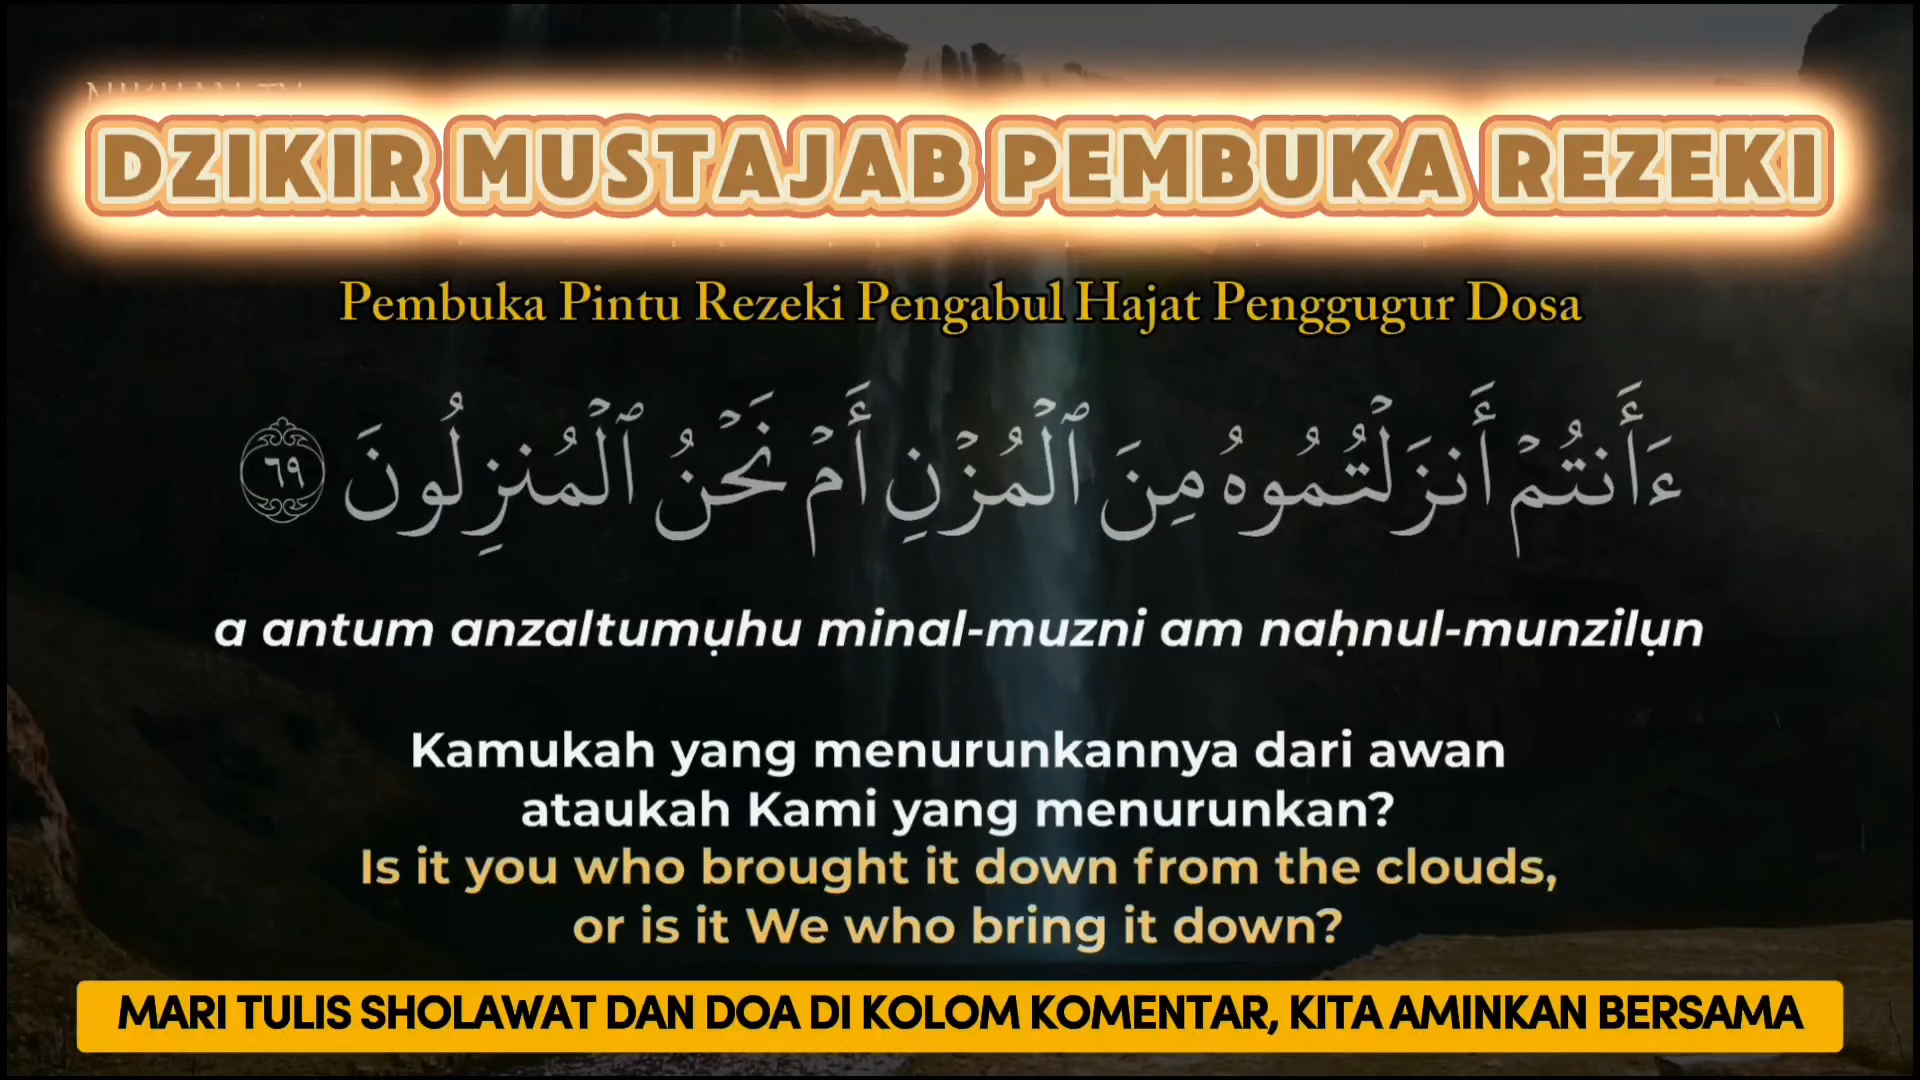 DZIKIR MUSTAJAB PEMBUKA REZEKI
Pembuka Pintu Rezeki Pengabul Hajat Penggugur Dosa
ءَأَنتُمْ أَنزَلْتُمُوهُ مِنَ ٱلْمُزْنِ أَمْ نَحْنُ ٱلْمُنزِلُونَ ٦٩
a antum anzaltumụhu minal-muzni am naḥnul-munzilụn
Kamukah yang menurunkannya dari awan
ataukah Kami yang menurunkan?
Is it you who brought it down from the clouds,
or is it We who bring it down?
MARI TULIS SHOLAWAT DAN DOA DI KOLOM KOMENTAR, KITA AMINKAN BERSAMA